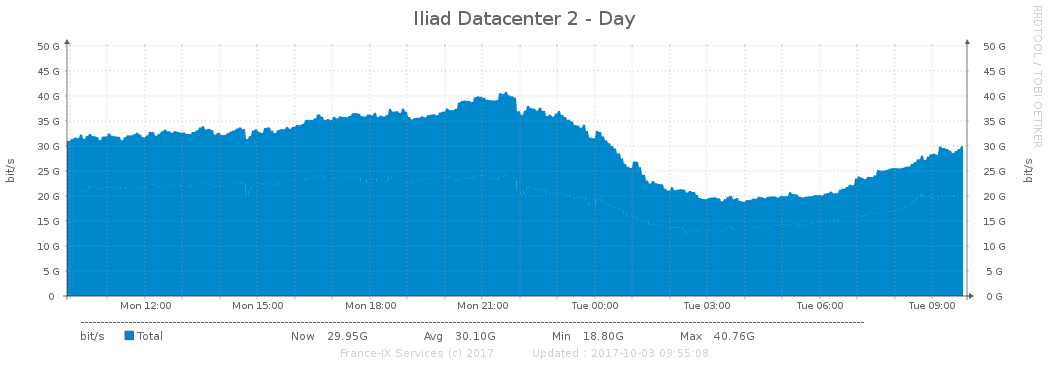 Iliad Datacenter 2 - Day
RRDTOOL / TOBI OETIKER
50 G 50 G
45 G 45 G
40 G 40 G
35 G 35 G
30 G 30 G
25 G 25 G
20 G 20 G
15 G 15 G
10 G 10 G
5 G 5 G
0 0 G
bit/s bit/s
Mon 12:00 Mon 15:00 Mon 18:00 Mon 21:00 Tue 00:00 Tue 03:00 Tue 06:00 Tue 09:00
bit/s Total Now 29.95G Avg 30.10G Min 18.80G Max 40.76G
France-IX Services (c) 2017 Updated : 2017-10-03 09:55:08